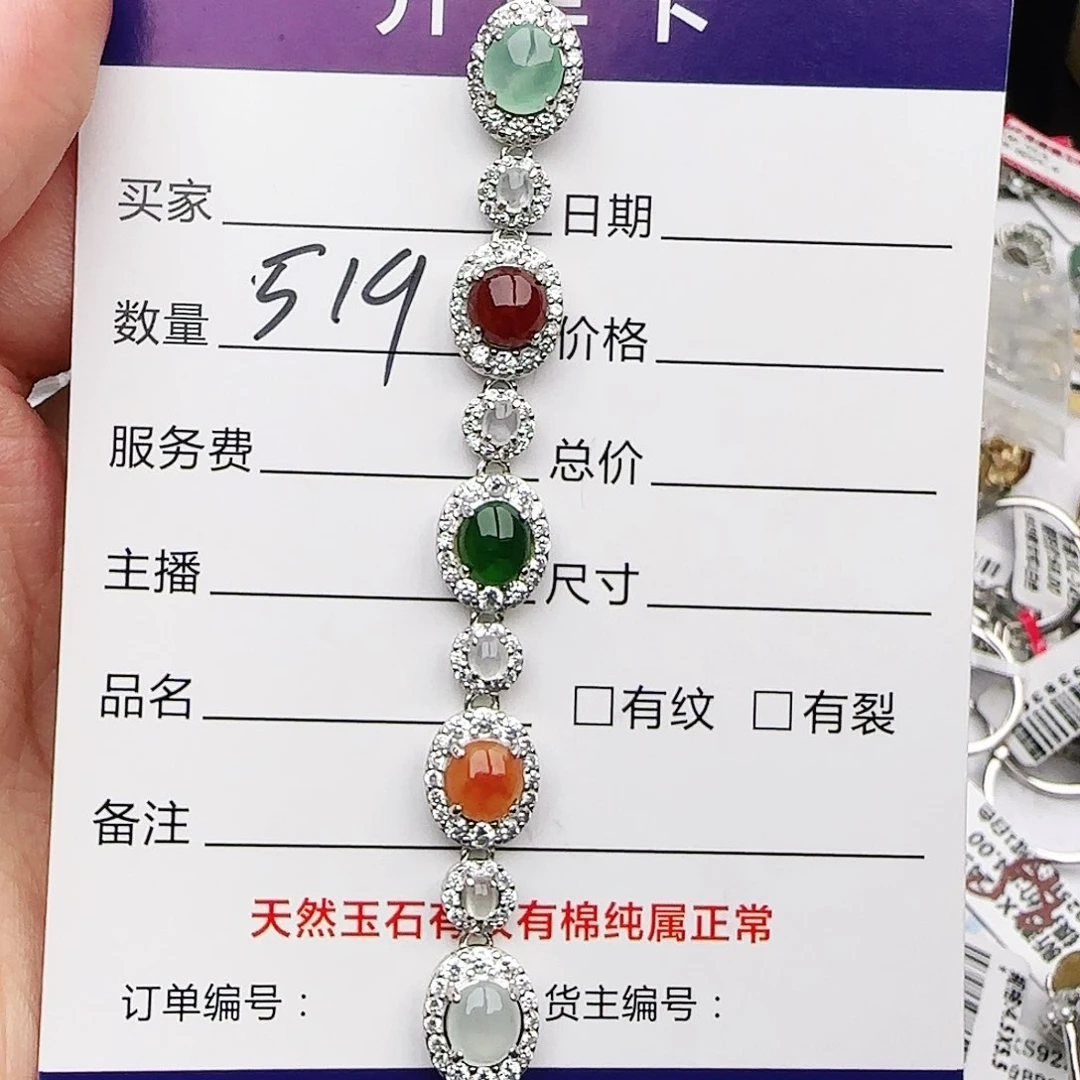 买家 日期
数量 519 价格
服务费 总价
主播 尺寸
品名 □有纹 □有裂
备注
天然玉石有 有棉纯属正常
订单编号： 货主编号：